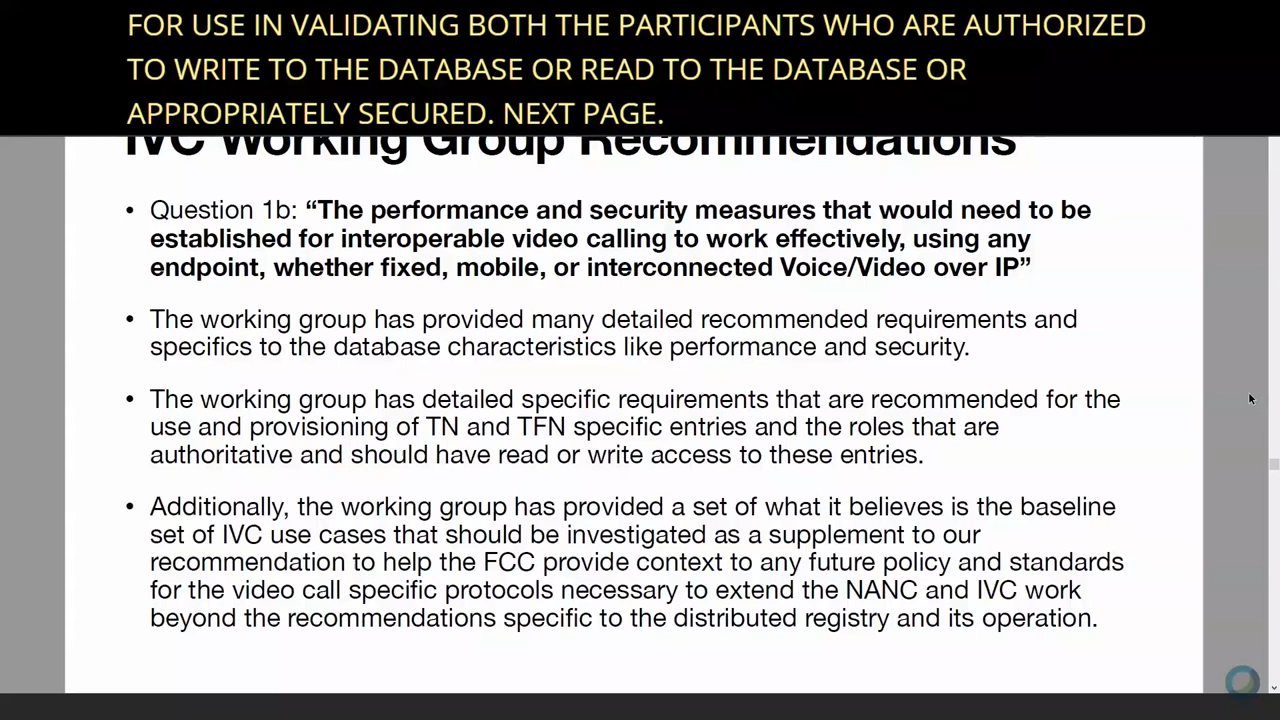 FOR USE IN VALIDATING BOTH THE PARTICIPANTS WHO ARE AUTHORIZED
TO WRITE TO THE DATABASE OR READ TO THE DATABASE OR
APPROPRIATELY SECURED. NEXT PAGE.
IVC Working Group Recommendations
• Question 1b: “The performance and security measures that would need to be
established for interoperable video calling to work effectively, using any
endpoint, whether fixed, mobile, or interconnected Voice/Video over IP”
• The working group has provided many detailed recommended requirements and
specifics to the database characteristics like performance and security.
• The working group has detailed specific requirements that are recommended for the
use and provisioning of TN and TFN specific entries and the roles that are
authoritative and should have read or write access to these entries.
• Additionally, the working group has provided a set of what it believes is the baseline
set of IVC use cases that should be investigated as a supplement to our
recommendation to help the FCC provide context to any future policy and standards
for the video call specific protocols necessary to extend the NANC and IVC work
beyond the recommendations specific to the distributed registry and its operation.